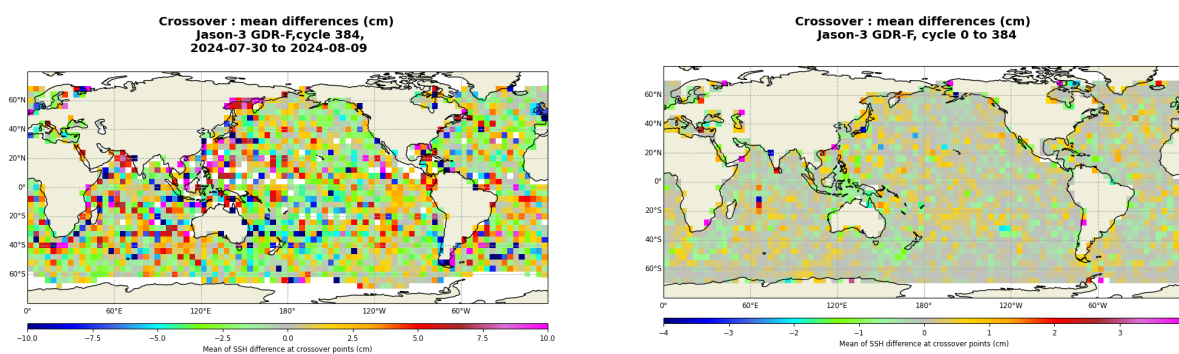 Crossover : mean differences (cm)
Jason-3 GDR-F,cycle 384,
2024-07-30 to 2024-08-09
60°N
40°N
20°N
0°
20°S
40°S
60°S
0° 60°E 120°E 180° 120°W 60°W
−10.0 −7.5 −5.0 −2.5 0.0 2.5 5.0 7.5 10.0
Mean of SSH difference at crossover points (cm)
Crossover : mean differences (cm)
Jason-3 GDR-F, cycle 0 to 384
60°N
40°N
20°N
0°
20°S
40°S
60°S
0° 60°E 120°E 180° 120°W 60°W
−4 −3 −2 −1 0 1 2 3
Mean of SSH difference at crossover points (cm)